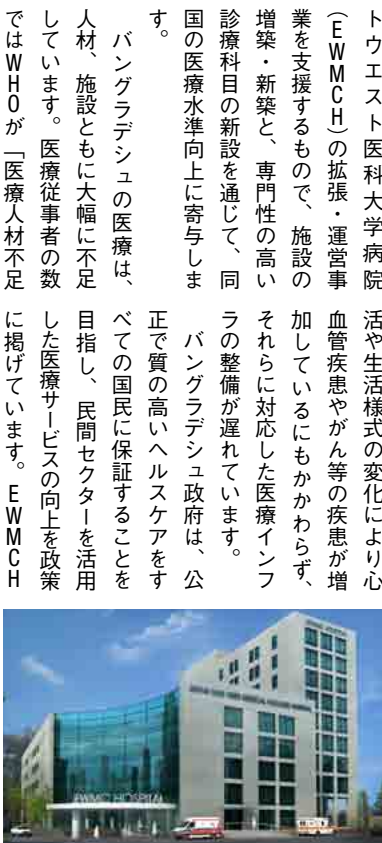 トウエスト医科大学病院
（EWMCH）の拡張・運営事
業を支援するもので、施設の
増築・新築と、専門性の高い
診療科目の新設を通じて、同
国の医療水準向上に寄与しま
す。
バングラデシュの医療は、
人材、施設ともに大幅に不足
しています。医療従事者の数
ではWHOが「医療人材不足
活や生活様式の変化により心
血管疾患やがん等の疾患が増
加しているにもかかわらず、
それらに対応した医療インフ
ラの整備が遅れています。
バングラデシュ政府は、公
正で質の高いヘルスケアをす
べての国民に保証することを
目指し、民間セクターを活用
した医療サービスの向上を政策
に掲げています。EWMCH
EWMC HOSPITAL